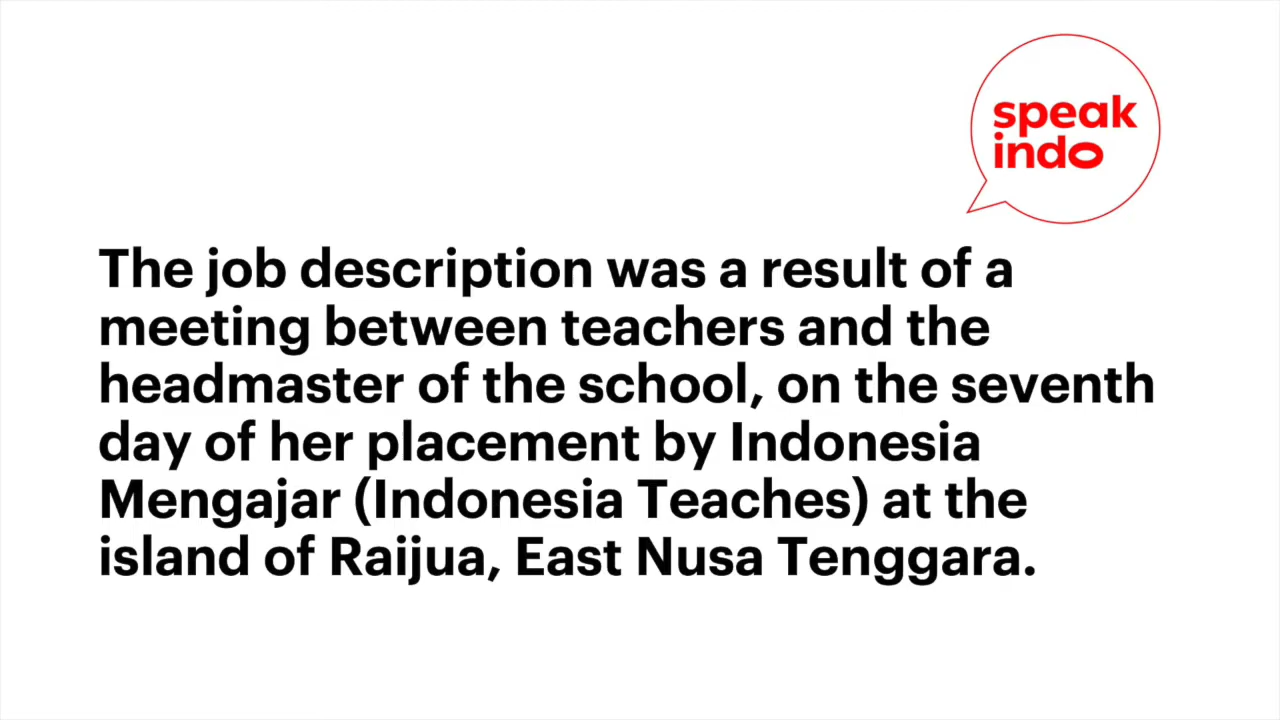 speak
indo
The job description was a result of a
meeting between teachers and the
headmaster of the school, on the seventh
day of her placement by Indonesia
Mengajar (Indonesia Teaches) at the
island of Raijua, East Nusa Tenggara.